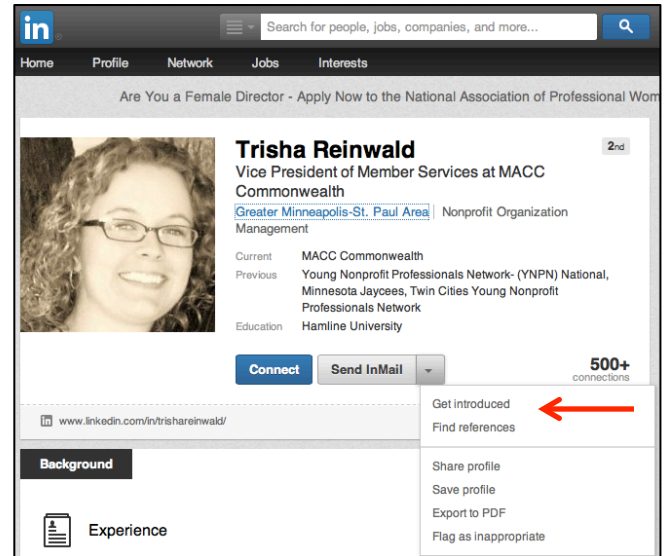 in
Search for people, jobs, companies, and more...
Home Profile Network Jobs Interests
Are You a Female Director - Apply Now to the National Association of Professional Wom
Trisha Reinwald 2nd
Vice President of Member Services at MACC
Commonwealth
Greater Minneapolis-St. Paul Area Nonprofit Organization
Management
Current MACC Commonwealth
Previous Young Nonprofit Professionals Network- (YNPN) National,
Minnesota Jaycees, Twin Cities Young Nonprofit
Professionals Network
Education Hamline University
Connect Send InMail 500+
connections
in www.linkedin.com/in/trishareinwald/
Get introduced
Find references
Share profile
Save profile
Export to PDF
Flag as inappropriate
Background
Experience